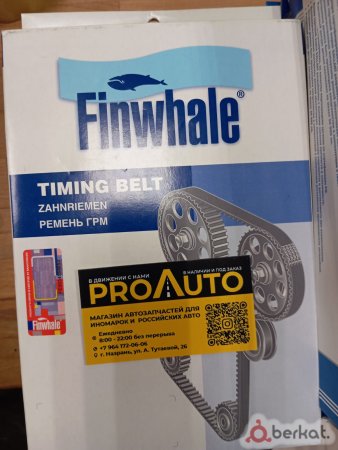 Finwhale®
TIMING BELT
ZAHNRIEMEN
РЕМЕНЬ ГРМ
В ДВИЖЕНИИ С НАМИ
В НАЛИЧИИ И ПОД ЗАКАЗ
PROAUTO
МАГАЗИН АВТОЗАПЧАСТЕЙ ДЛЯ
ИНОМАРОК И РОССИЙСКИХ АВТО
Ежедневно
8:00 - 22:00 без перерыва
+7 964 172-06-06
г. Назрань, ул. А. Тутаевой, 26
Finwhale
berkat.